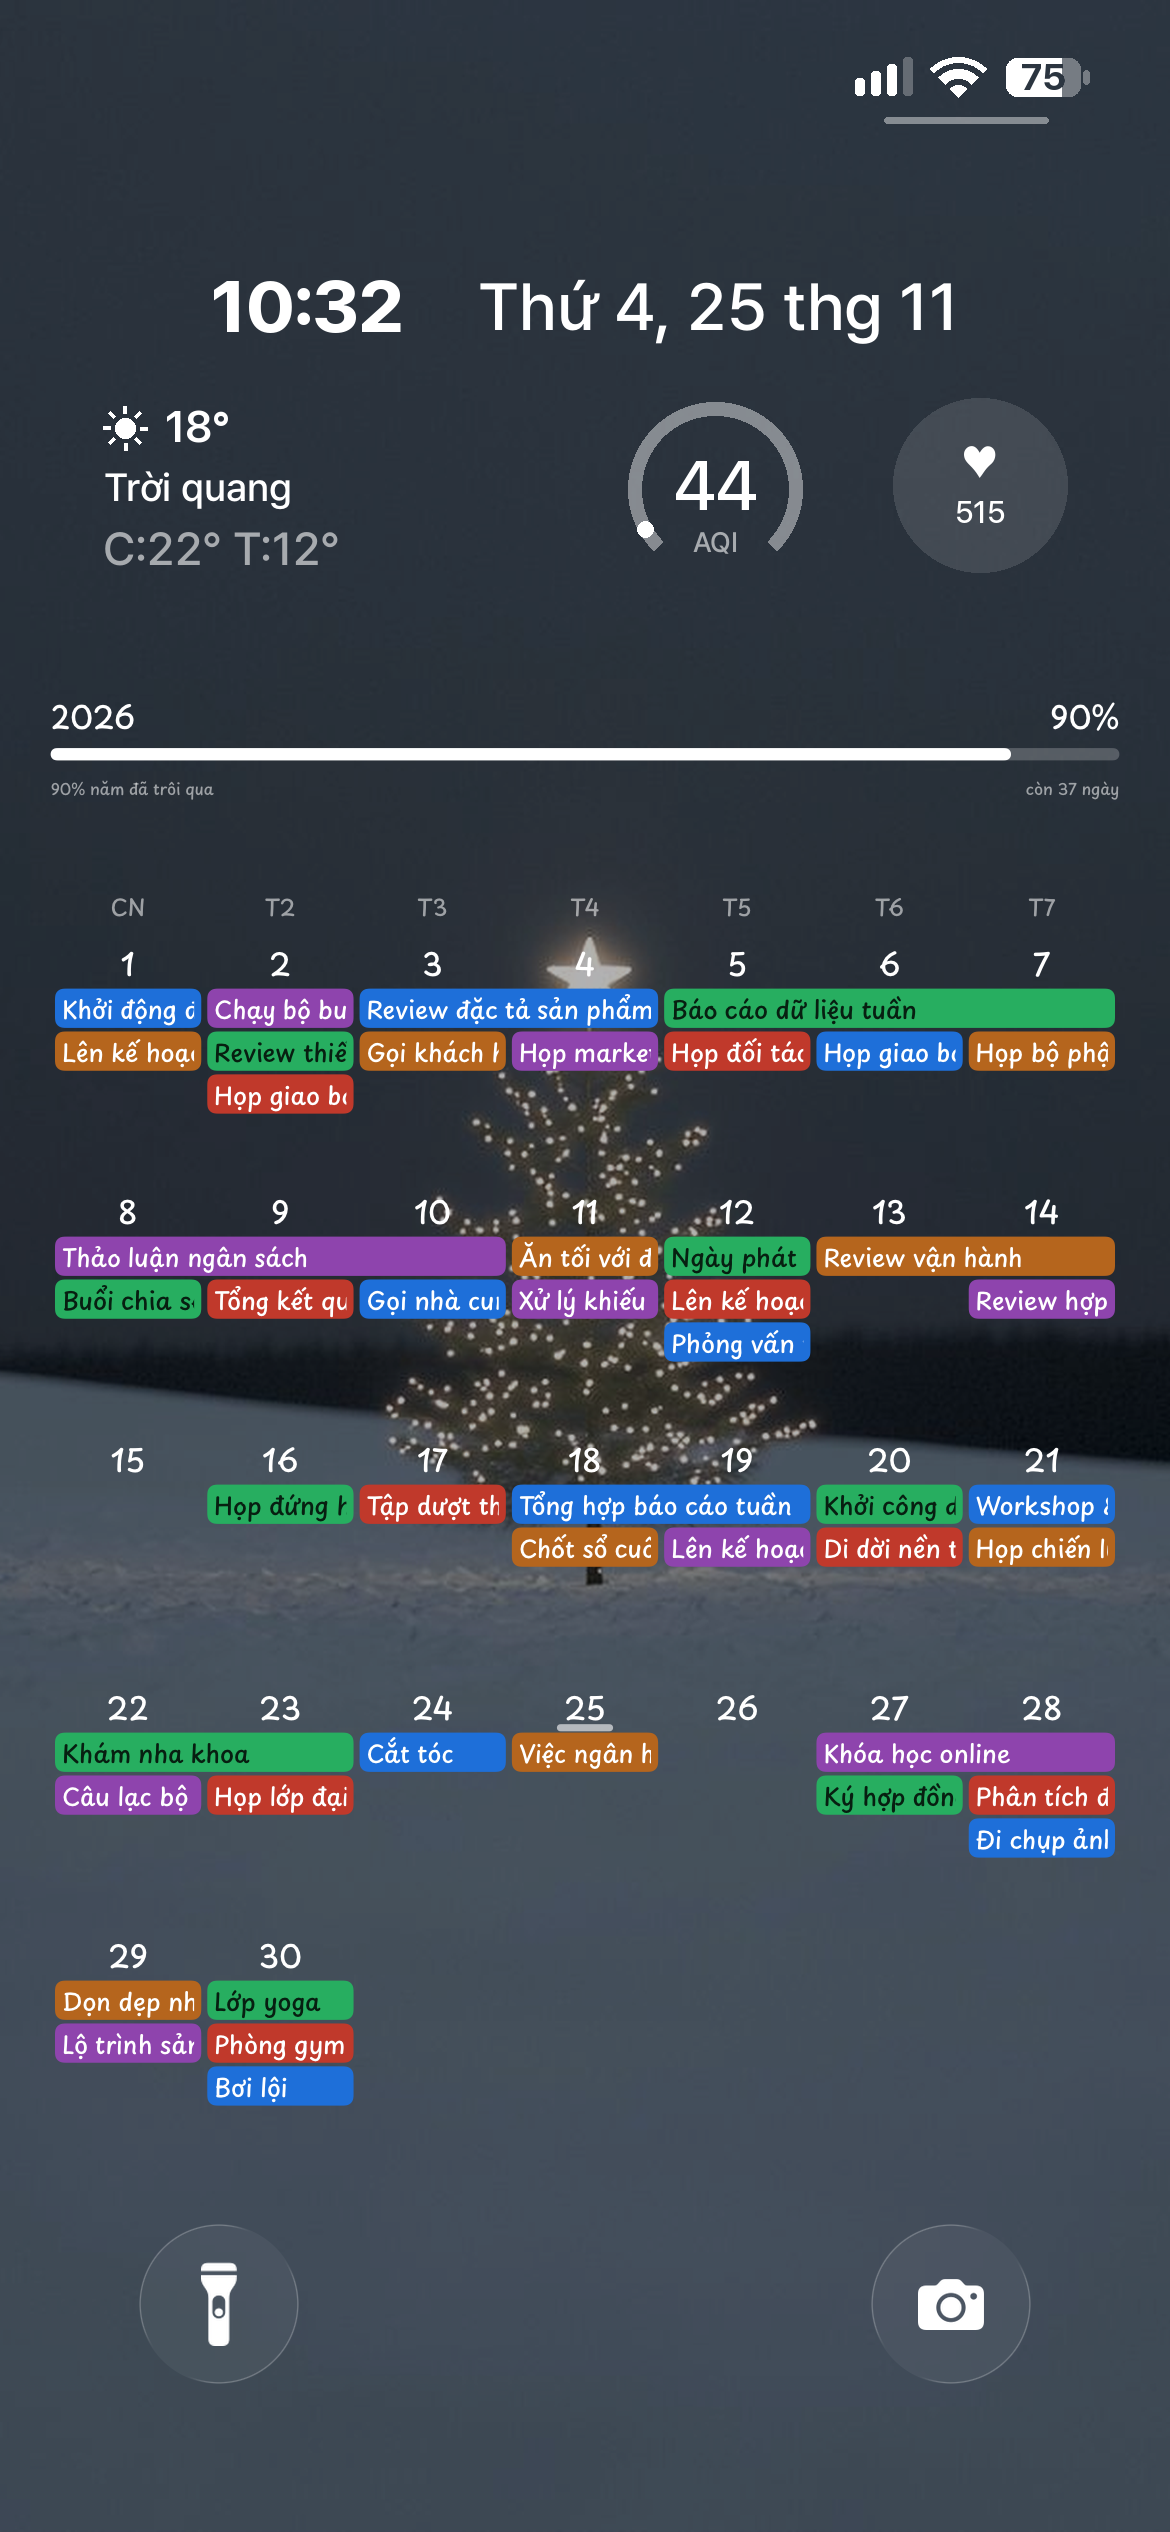 75
10:32 Thứ 4, 25 thg 11
18°
Trời quang
C:22° T:12°
44
AQI
515
2026 90%
90% năm đã trôi qua còn 37 ngày
CN T2 T3 T4 T5 T6 T7
1 2 3 4 5 6 7
Khởi động Chạy bộ bu Review đặc tả sản phẩm Báo cáo dữ liệu tuần
Lên kế hoạ Review thiế Gọi khách Họp marke Họp đối tá Họp giao b Họp bộ ph
Họp giao b
8 9 10 11 12 13 14
Thảo luận ngân sách Ăn tối với Ngày phát Review vận hành
Buổi chia s Tổng kết qu Gọi nhà cu Xử lý khiếu Lên kế hoạ Review hợp
Phỏng vấn
15 16 17 18 19 20 21
Họp đứng Tập dượt th Tổng hợp báo cáo tuần Khởi công Workshop
Chốt sổ cu Lên kế hoạ Di dời nền t Họp chiến l
22 23 24 25 26 27 28
Khám nha khoa Cắt tóc Việc ngân h Khóa học online
Câu lạc bộ Họp lớp đại Ký hợp đồn Phân tích
Đi chụp ản
29 30
Dọn dẹp nh Lớp yoga
Lộ trình sả Phòng gym
Bơi lội